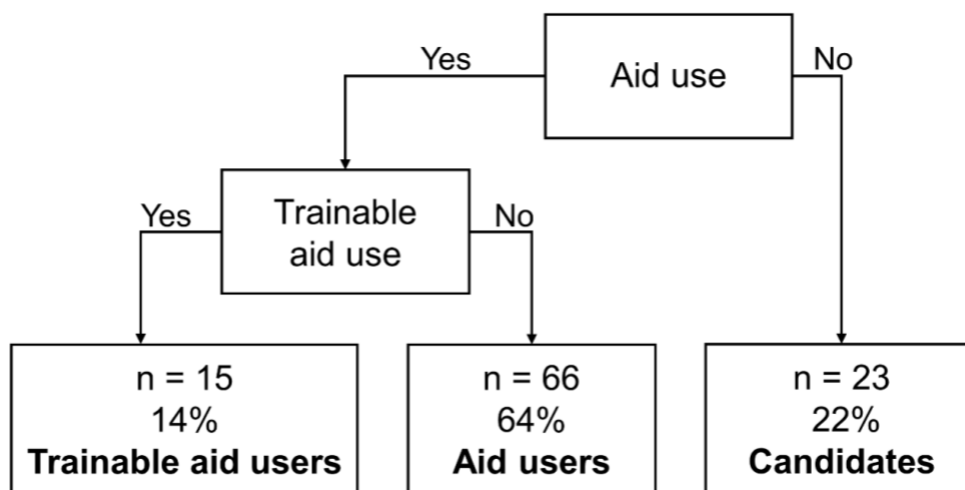 Yes
Aid use
No
Yes
Trainable
aid use
No
n = 15
14%
Trainable aid users
n = 66
64%
Aid users
n = 23
22%
Candidates